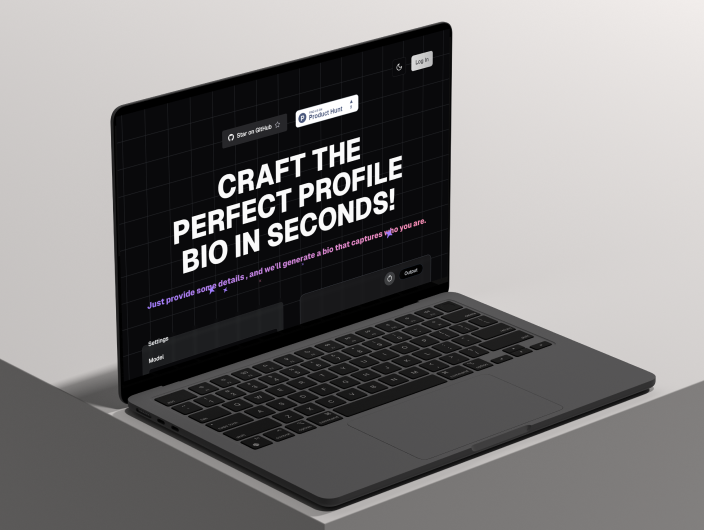 Log In
Star on GitHub
Product Hunt
CRAFT THE
PERFECT PROFILE
BIO IN SECONDS!
Just provide some details , and we'll generate a bio that captures who you are.
Output
Settings
Model